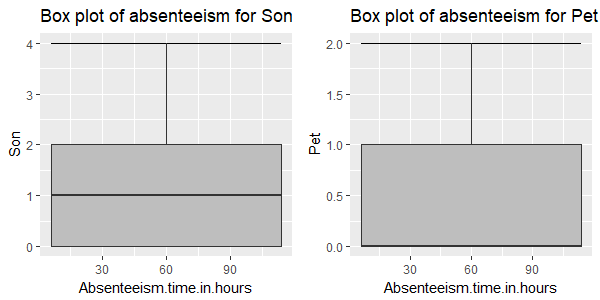 Box plot of absenteeism for Son
4
3
2
1
0
Son
30 60 90
Absenteeism.time.in.hours
Box plot of absenteeism for Pet
2.0
1.5
1.0
0.5
0.0
Pet
30 60 90
Absenteeism.time.in.hours